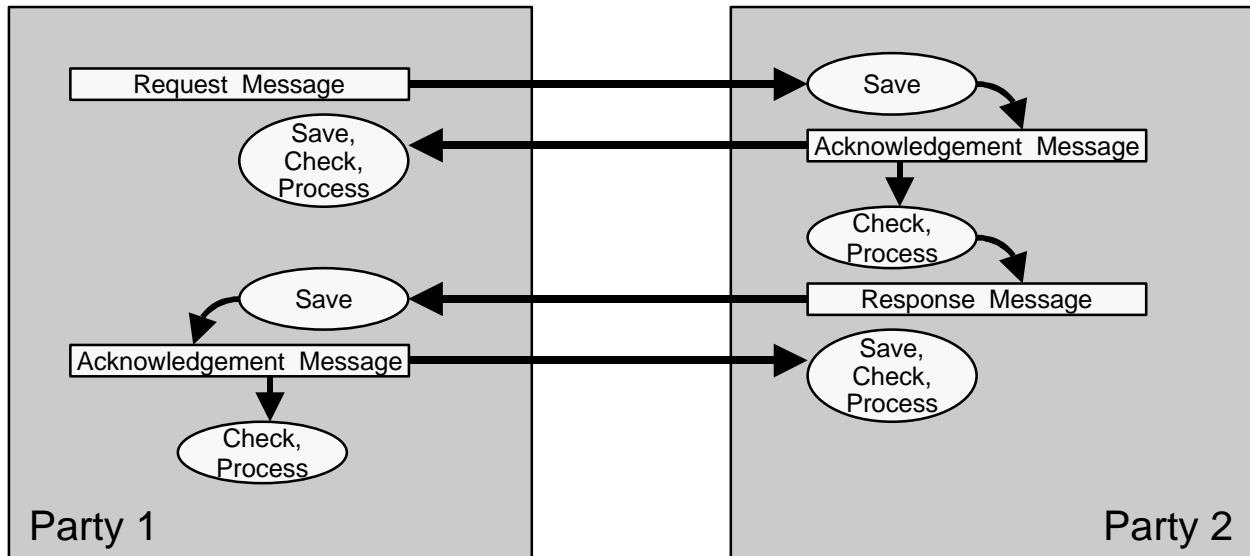 Request Message
Save
Save,
Check,
Process
Acknowledgement Message
Check,
Process
Save
Response Message
Acknowledgement Message
Save,
Check,
Process
Check,
Process
Party 1
Party 2